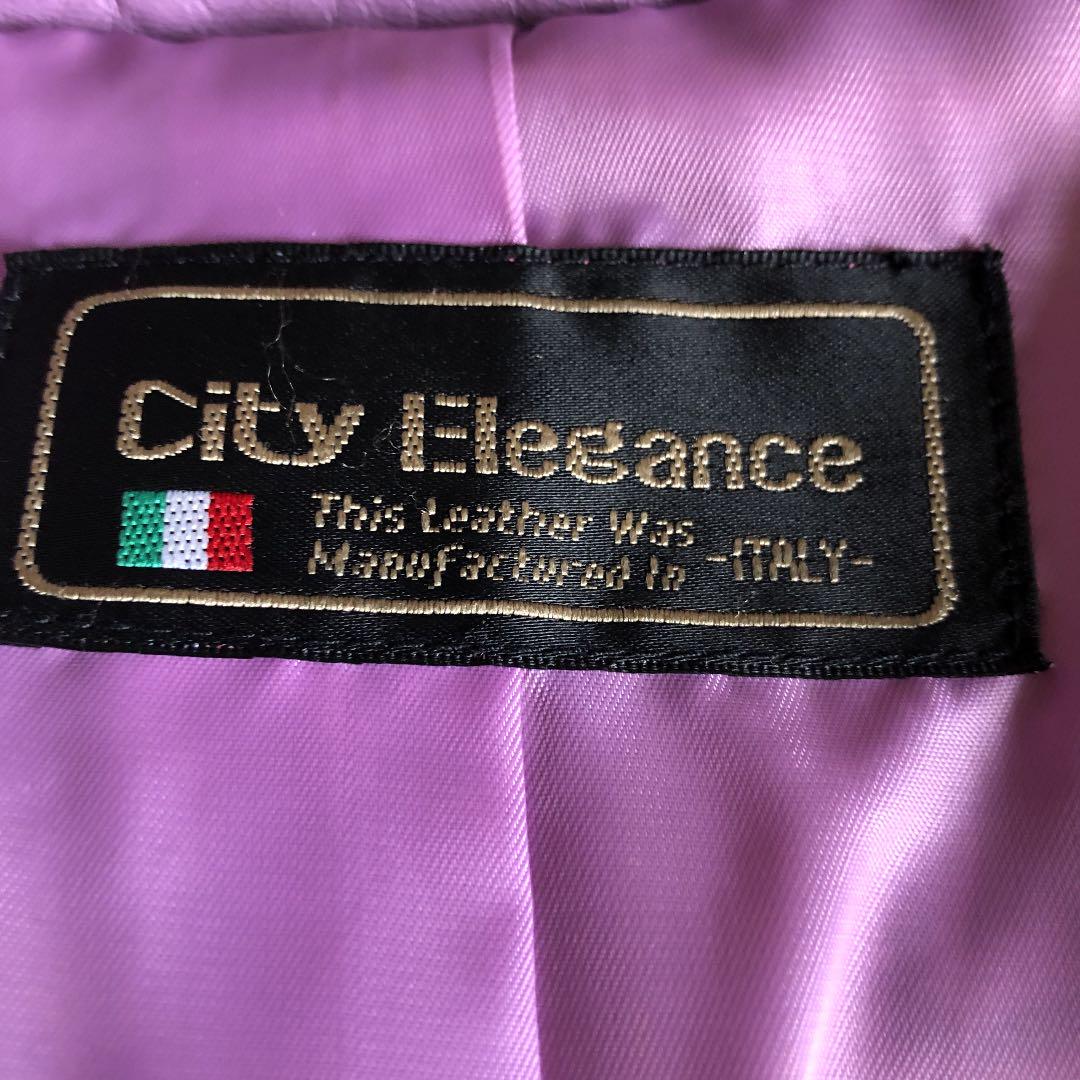 City Elegance
This Leather Was
Manufactured In -ITALY-